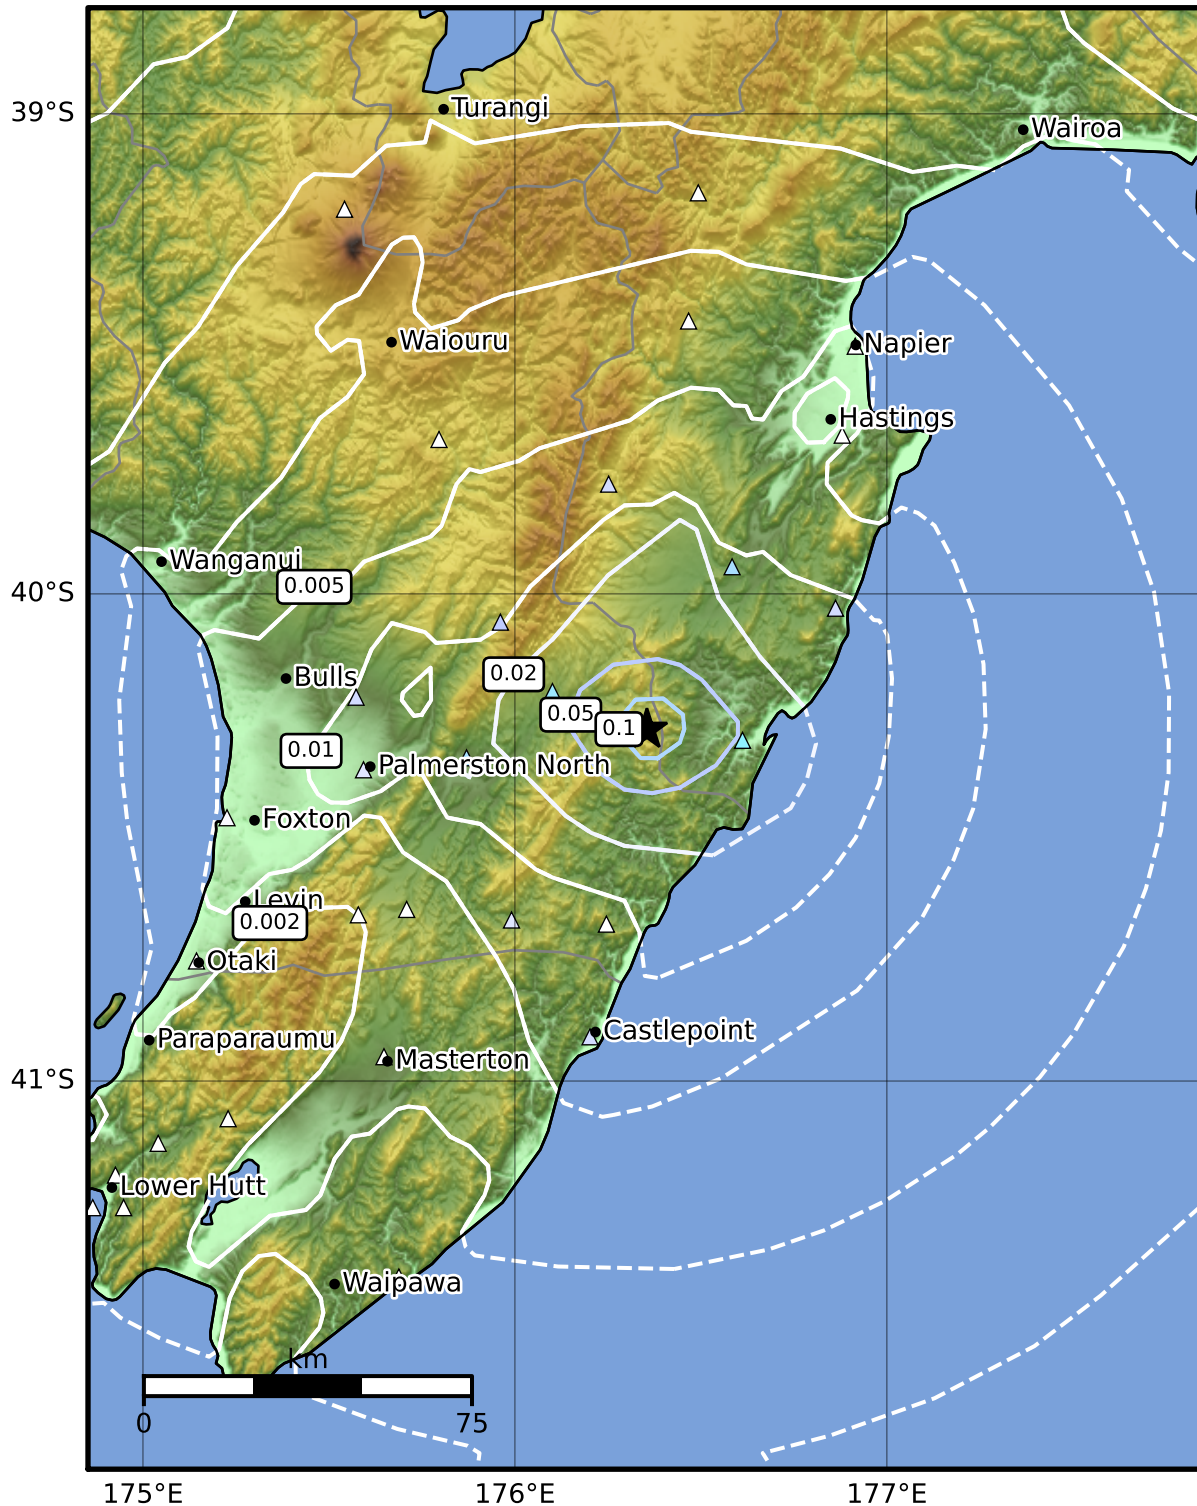 39°S
Turangi
Wairoa
Waiouru
Napier
Hastings
Wanganui
0.005
40°S
Bulls
0.02
0.05
0.1
0.01
Palmerston North
Foxton
Levin
0.002
Otaki
Castlepoint
Paraparaumu
Masterton
41°S
Lower Hutt
Waipawa
km
0
75
175°E
176°E
177°E